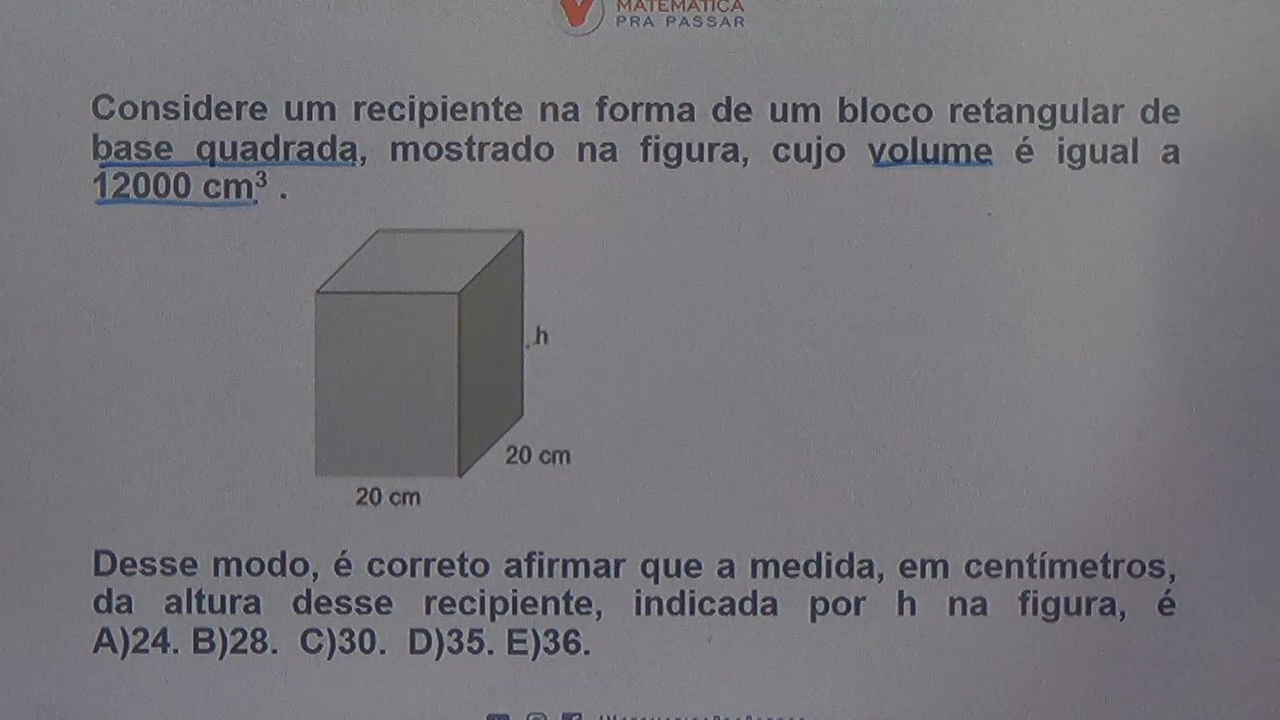 MATEMÁTICA
PRA PASSAR
Considere um recipiente na forma de um bloco retangular de
base quadrada, mostrado na figura, cujo volume é igual a
12000 cm³ .
h
20 cm
20 cm
Desse modo, é correto afirmar que a medida, em centímetros,
da altura desse recipiente, indicada por h na figura, é
A)24. B)28. C)30. D)35. E)36.